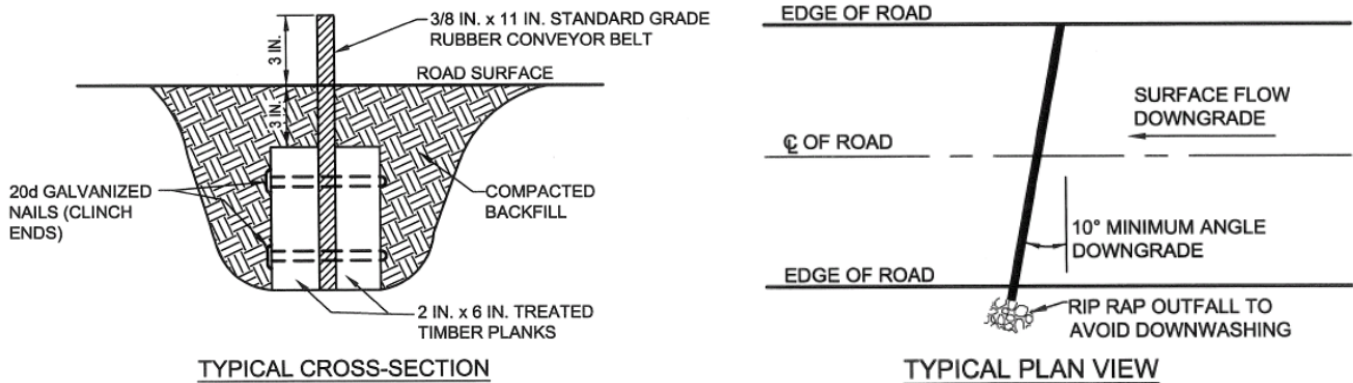 3/8 IN. x 11 IN. STANDARD GRADE
RUBBER CONVEYOR BELT
3 IN.
ROAD SURFACE
3 IN.
20d GALVANIZED
NAILS (CLINCH
ENDS)
COMPACTED
BACKFILL
2 IN. x 6 IN. TREATED
TIMBER PLANKS
TYPICAL CROSS-SECTION
EDGE OF ROAD
SURFACE FLOW
DOWNGRADE
℄ OF ROAD
10° MINIMUM ANGLE
DOWNGRADE
EDGE OF ROAD
RIP RAP OUTFALL TO
AVOID DOWNWASHING
TYPICAL PLAN VIEW